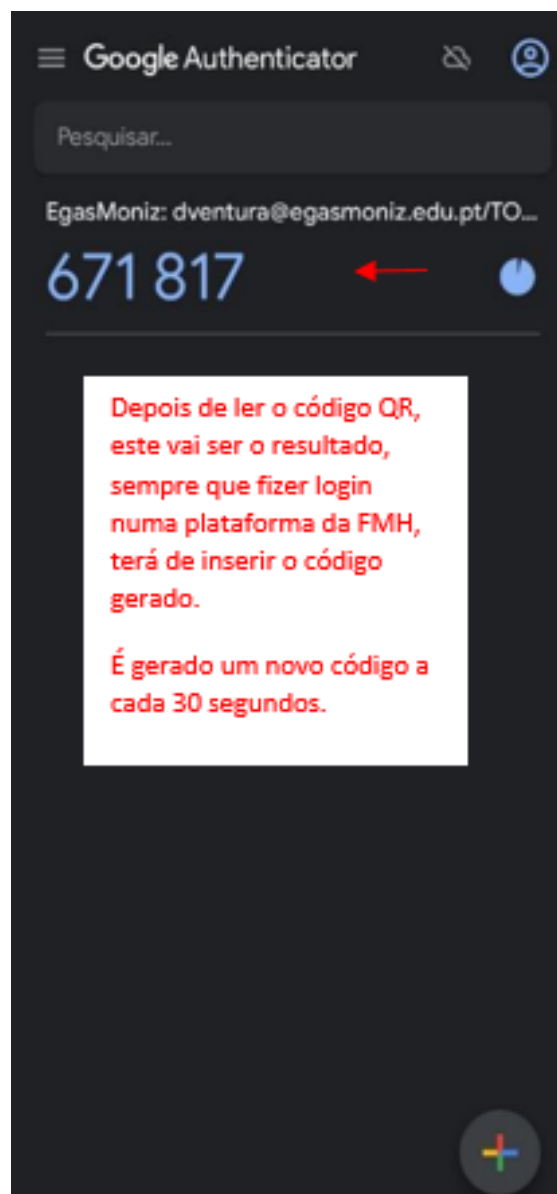 Google Authenticator
Pesquisar...
EgasMoniz: dventura@egasmoniz.edu.pt/TO...
671 817
Depois de ler o código QR,
este vai ser o resultado,
sempre que fizer login
numa plataforma da FMH,
terá de inserir o código
gerado.
É gerado um novo código a
cada 30 segundos.